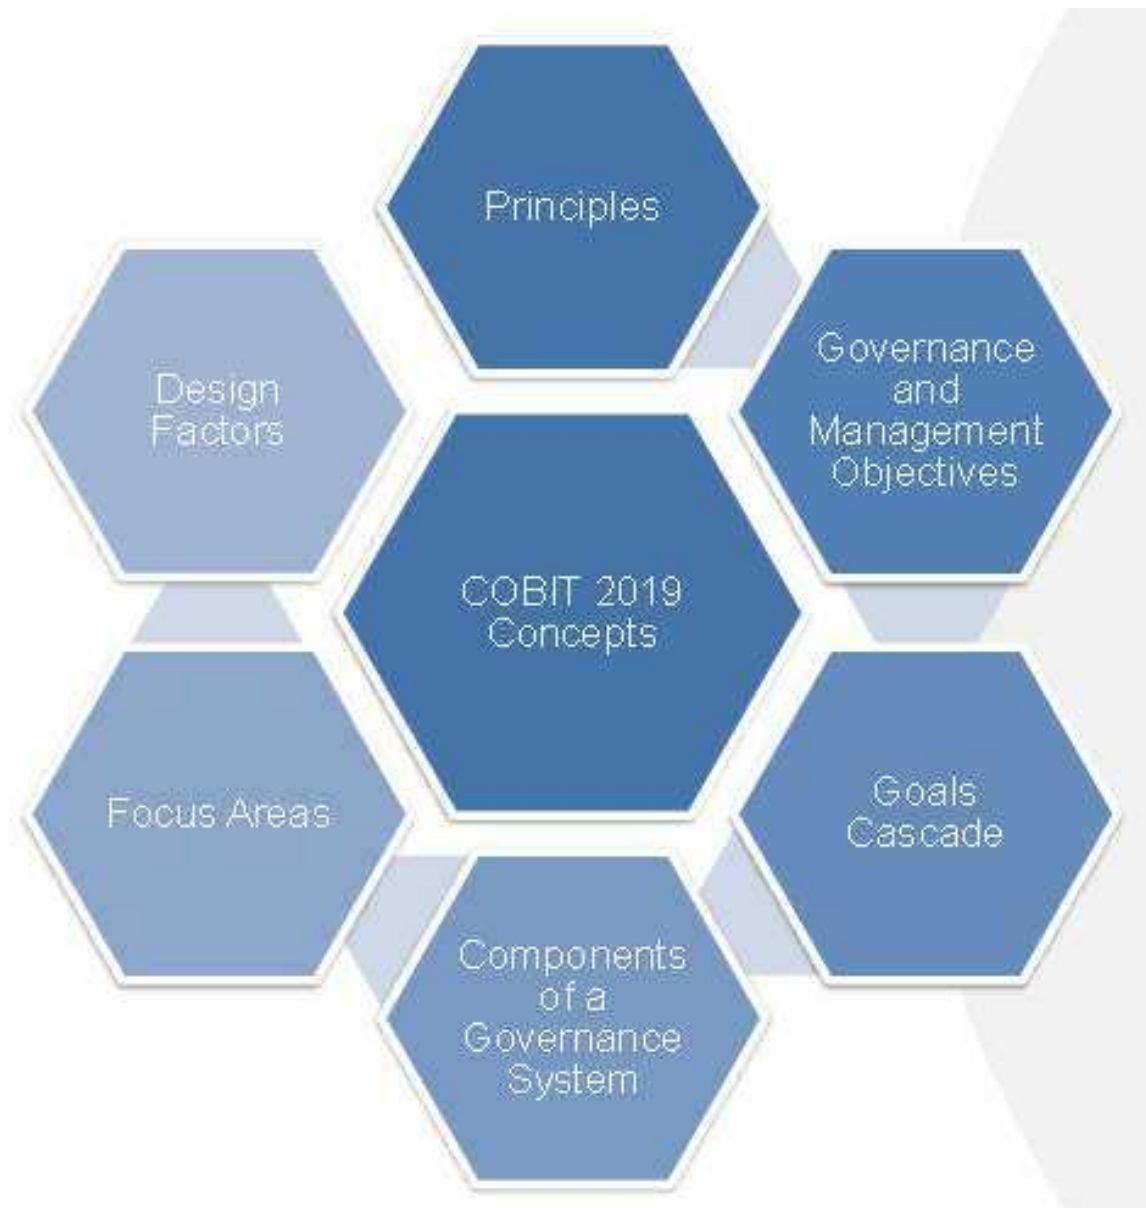 Principles
Governance
and
Management
Objectives
Design
Factors
COBIT 2019
Concepts
Goals
Cascade
Focus Areas
Components
of a
Governance
System